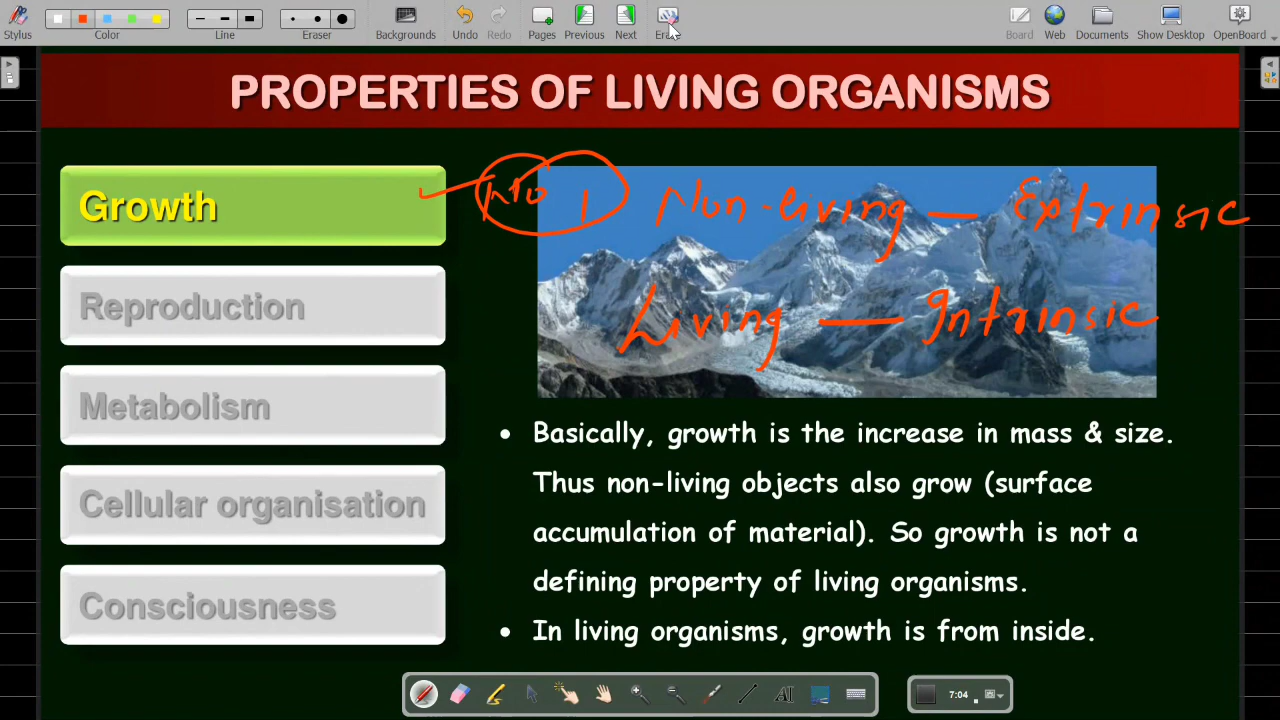 Stylus
Color
Line
Eraser
Backgrounds
Undo
Redo
Pages
Previous
Next
Board
Web
Documents
Show Desktop
OpenBoard
PROPERTIES OF LIVING ORGANISMS
Growth
Reproduction
Metabolism
Cellular organisation
Consciousness
Non-living — Extrinsic
Living — Intrinsic
• Basically, growth is the increase in mass & size.
Thus non-living objects also grow (surface
accumulation of material). So growth is not a
defining property of living organisms.
• In living organisms, growth is from inside.
7:04